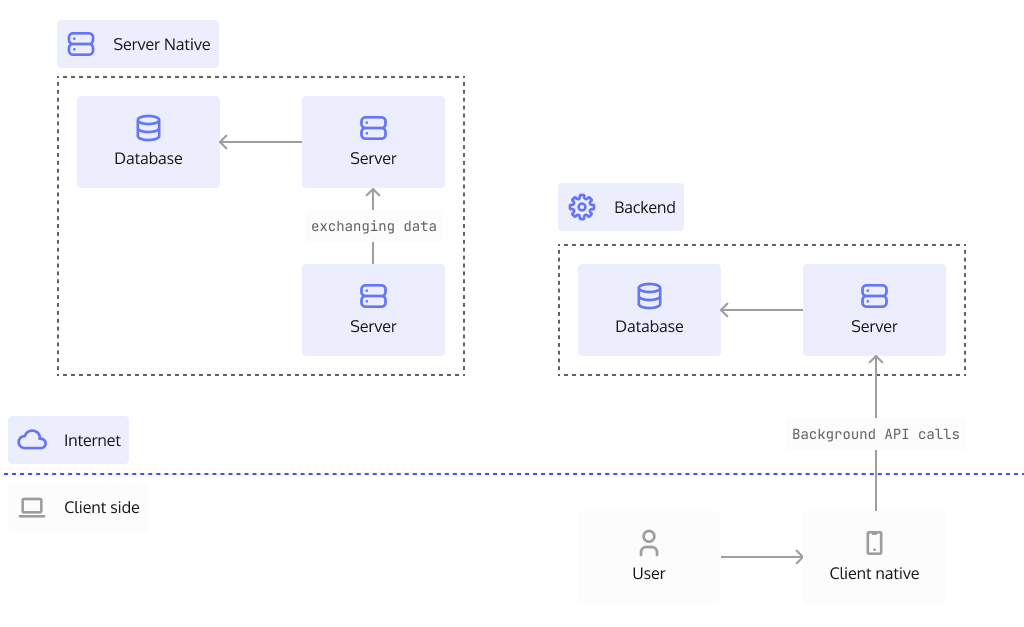 Server Native
Database
Server
exchanging data
Server
Backend
Database
Server
Background API calls
Internet
Client side
User
Client native